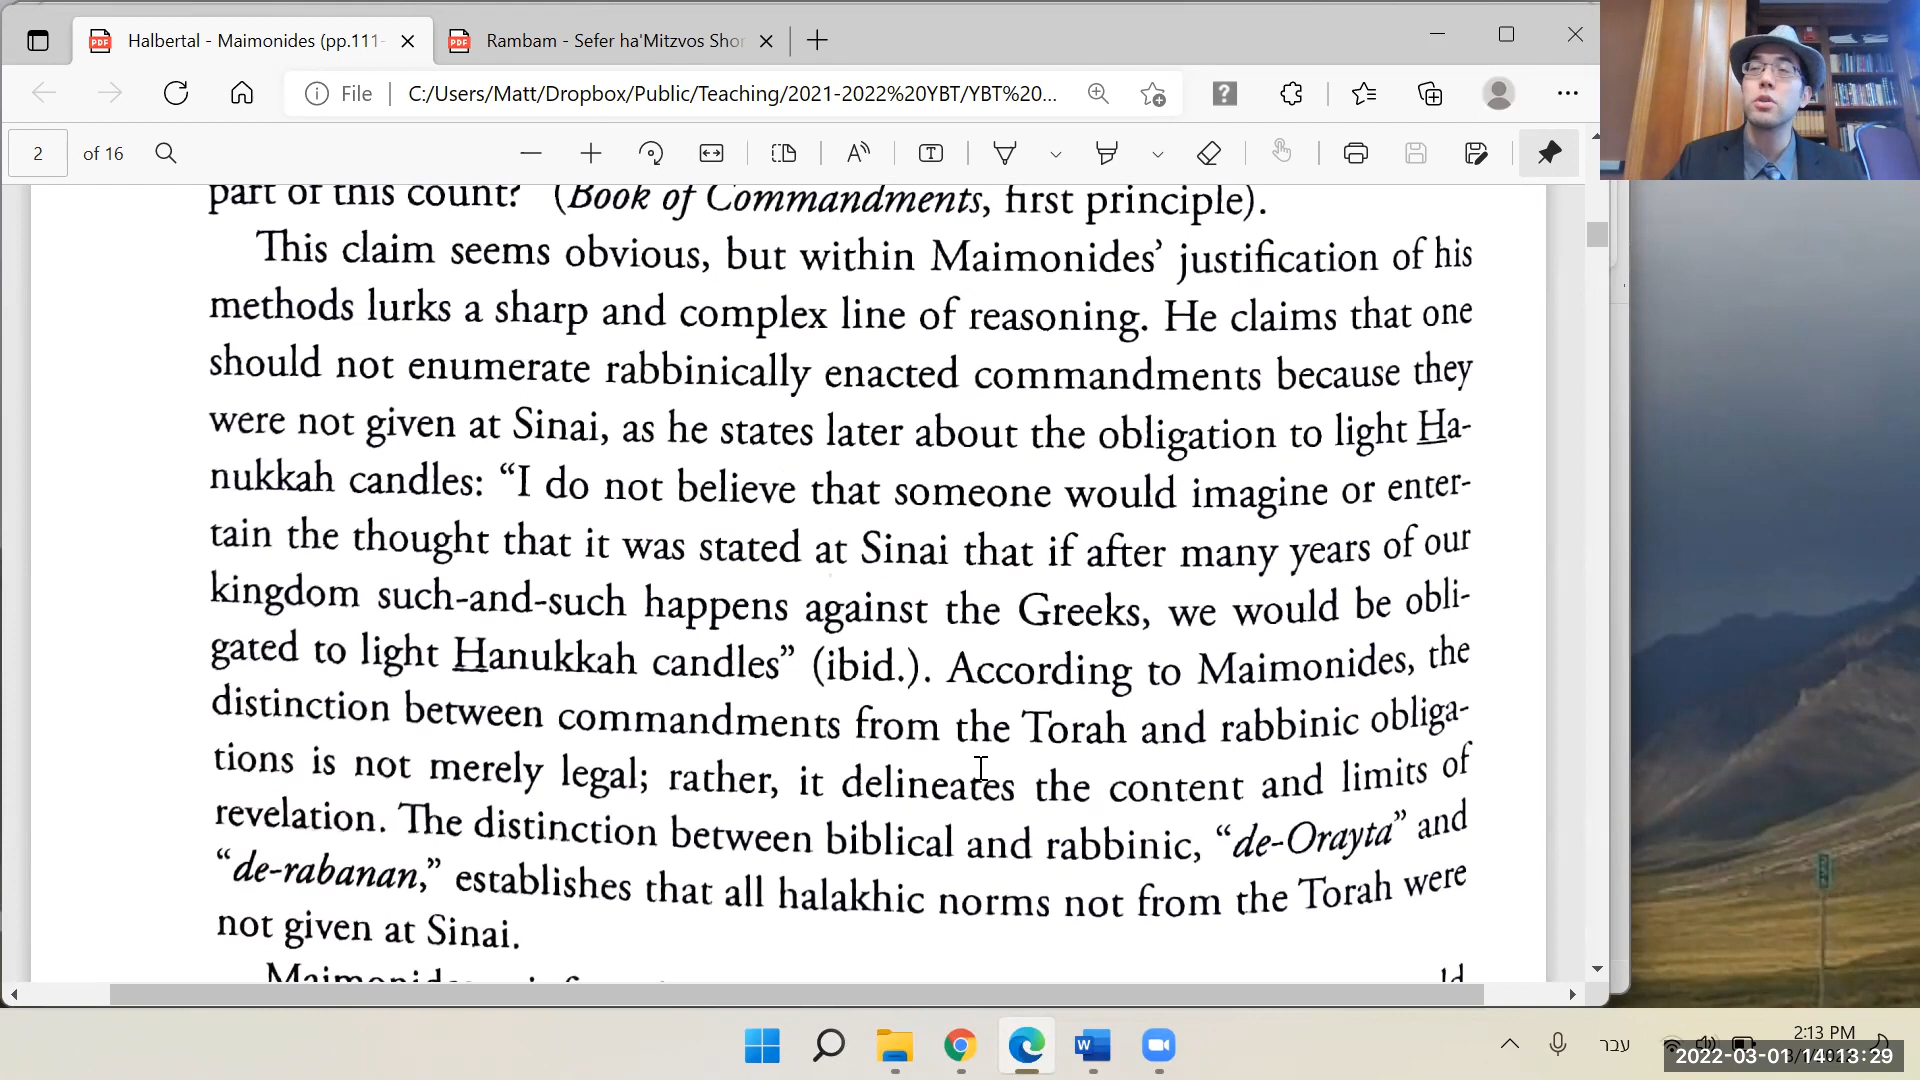 Halbertal - Maimonides (pp.111-
Rambam - Sefer ha'Mitzvos Shor
File
C:/Users/Matt/Dropbox/Public/Teaching/2021-2022%20YBT/YBT%20...
2 of 16
part of this count? (Book of Commandments, first principle).
This claim seems obvious, but within Maimonides' justification of his
methods lurks a sharp and complex line of reasoning. He claims that one
should not enumerate rabbinically enacted commandments because they
were not given at Sinai, as he states later about the obligation to light Ha-
nukkah candles: "I do not believe that someone would imagine or enter-
tain the thought that it was stated at Sinai that if after many years of our
kingdom such-and-such happens against the Greeks, we would be obli-
gated to light Hanukkah candles" (ibid.). According to Maimonides, the
distinction between commandments from the Torah and rabbinic obliga-
tions is not merely legal; rather, it delineates the content and limits of
revelation. The distinction between biblical and rabbinic, "de-Orayta" and
"de-rabanan," establishes that all halakhic norms not from the Torah were
not given at Sinai.
עבר
2:13 PM
2022-03-01 14:13:29